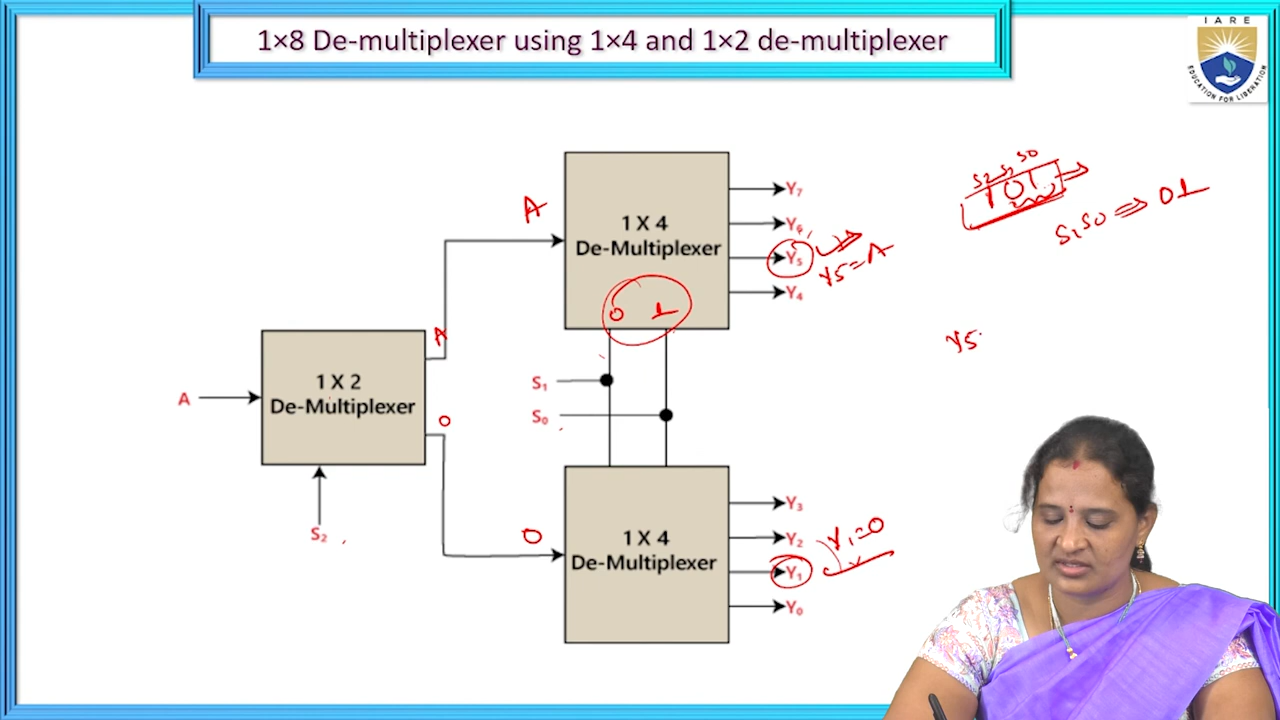 IARE
EDUCATION FOR LIBERATION
1×8 De-multiplexer using 1×4 and 1×2 de-multiplexer
S2 S1 S0
101
S1S0 ⇒ 01
A
1 X 4
De-Multiplexer
Y7
Y6
Y5
Y4
Y5=A
0 1
Y5
A
1 X 2
De-Multiplexer
A
0
S2
S1
S0
0
1 X 4
De-Multiplexer
Y3
Y2
Y1
Y0
Y1=0